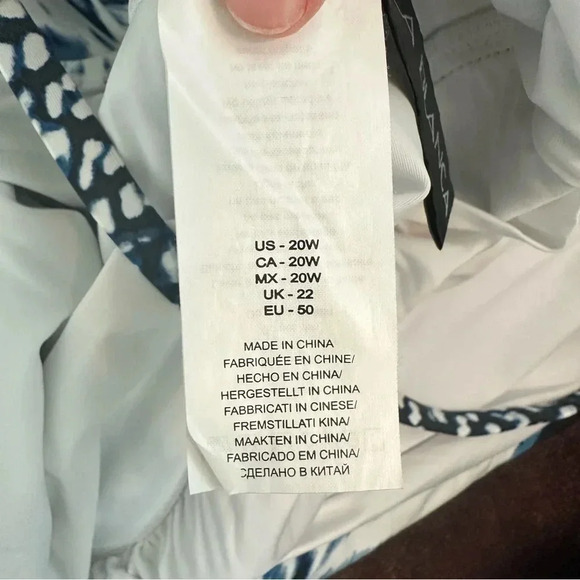 US - 20W
CA - 20W
MX - 20W
UK - 22
EU - 50
MADE IN CHINA
FABRIQUÉE EN CHINE/
HECHO EN CHINA/
HERGESTELLT IN CHINA
FABBRICATI IN CINESE/
FREMSTILLATI KINA/
MAAKTEN IN CHINA/
FABRICADO EM CHINA/
СДЕЛАНО В КИТАЙ
BLANCA